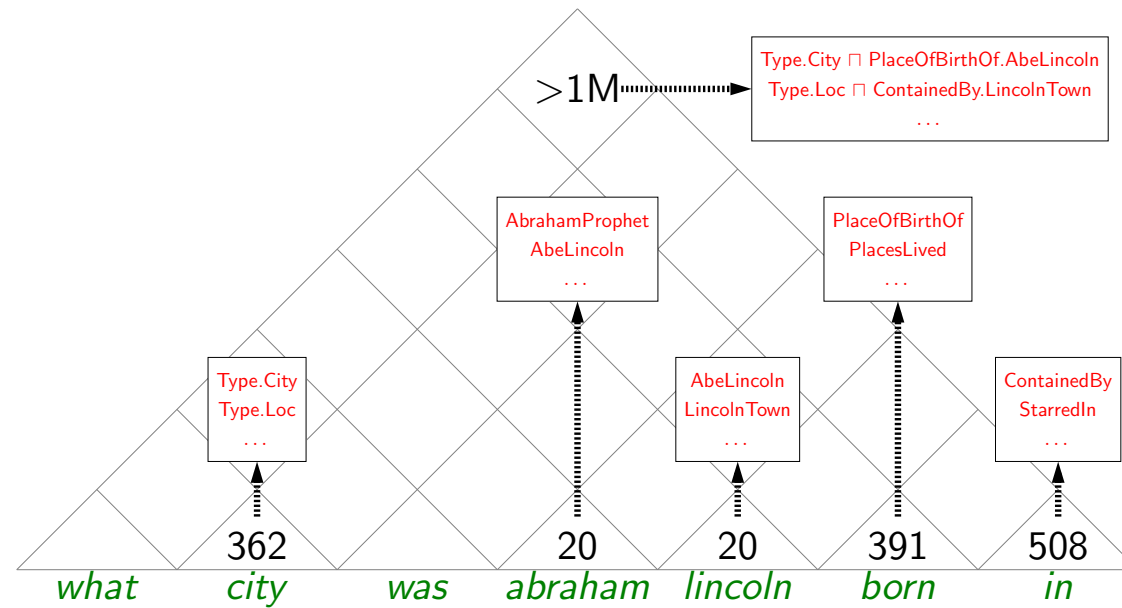 >1M
Type.City ⊓ PlaceOfBirthOf.AbeLincoln
Type.Loc ⊓ ContainedBy.LincolnTown
...
AbrahamProphet
AbeLincoln
...
PlaceOfBirthOf
PlacesLived
...
Type.City
Type.Loc
...
AbeLincoln
LincolnTown
...
ContainedBy
StarredIn
...
362 20 20 391 508
what city was abraham lincoln born in